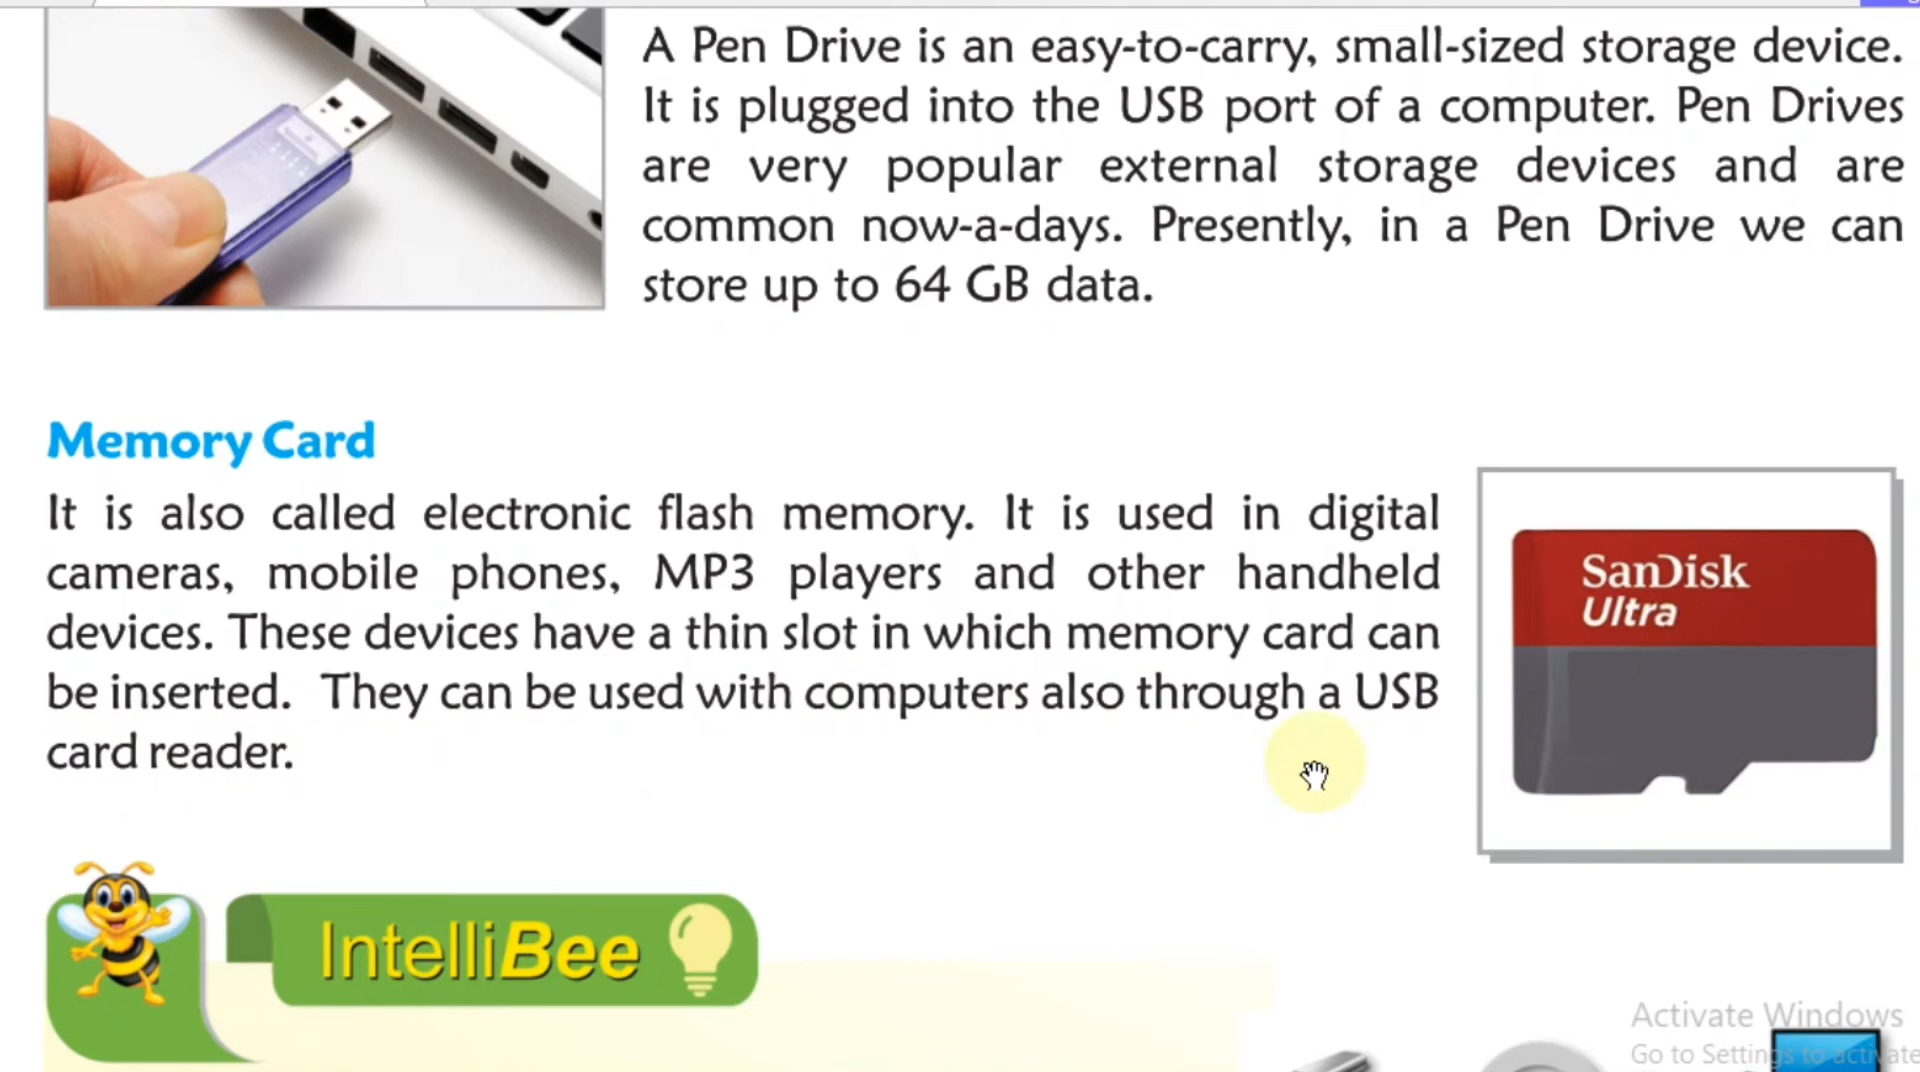 A Pen Drive is an easy-to-carry, small-sized storage device.
It is plugged into the USB port of a computer. Pen Drives
are very popular external storage devices and are
common now-a-days. Presently, in a Pen Drive we can
store up to 64 GB data.
Memory Card
It is also called electronic flash memory. It is used in digital
cameras, mobile phones, MP3 players and other handheld
devices. These devices have a thin slot in which memory card can
be inserted. They can be used with computers also through a USB
card reader.
SanDisk
Ultra
IntelliBee
Activate Windows
Go to Settings to activate